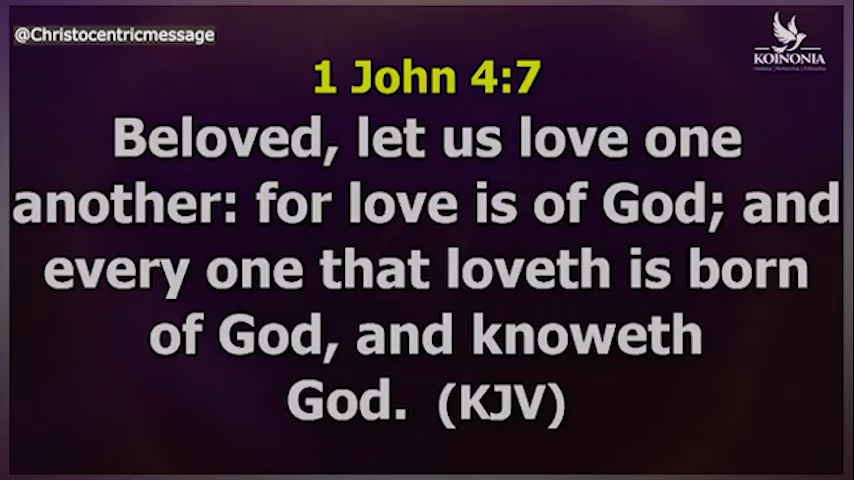 @Christocentricmessage
KOINONIA
1 John 4:7
Beloved, let us love one
another: for love is of God; and
every one that loveth is born
of God, and knoweth
God. (KJV)